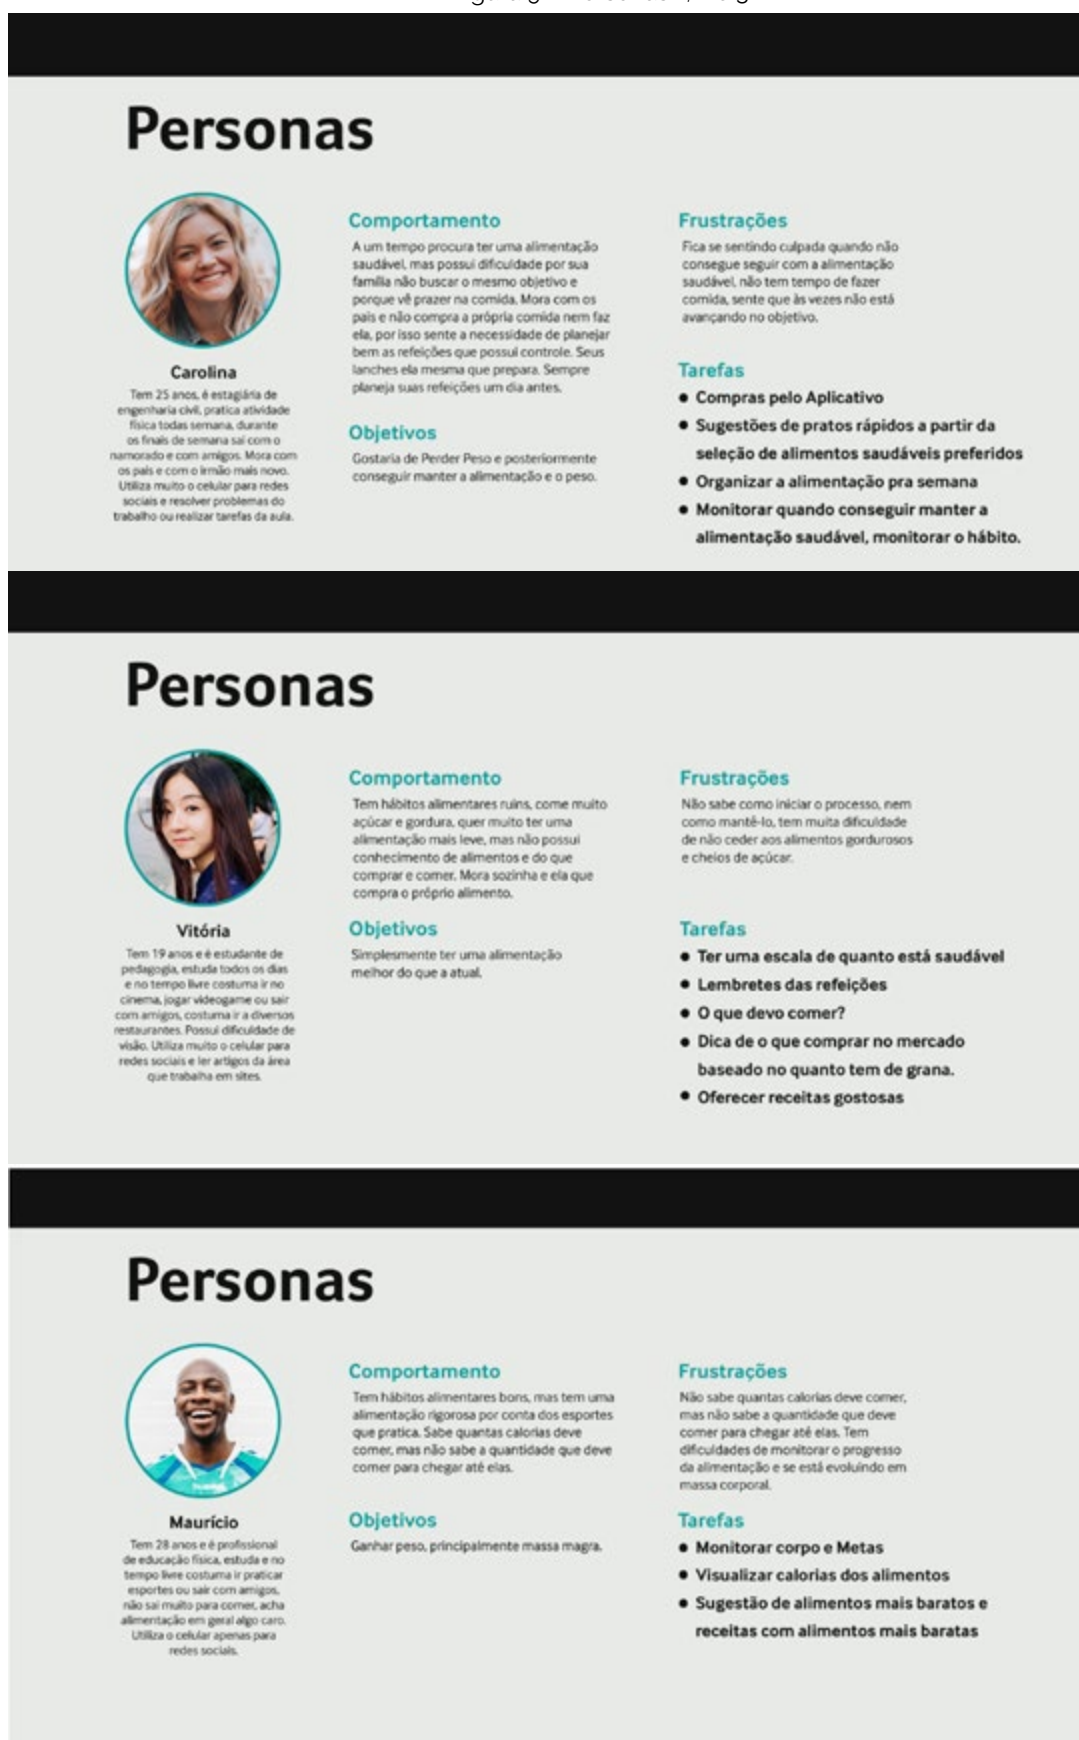 Personas
Carolina
Tem 25 anos, é estagiária de
engenharia civil, pratica atividade
física todas semana, durante
os finais de semana sai com o
namorado e com amigos. Mora com
os pais e com o irmão mais novo.
Utiliza muito o celular para redes
sociais e resolver problemas do
trabalho ou realizar tarefas da aula.
Comportamento
A um tempo procura ter uma alimentação
saudável, mas possui dificuldade por sua
família não buscar o mesmo objetivo e
porque vê prazer na comida. Mora com os
pais e não compra a própria comida nem faz
ela, por isso sente a necessidade de planejar
bem as refeições que possui controle. Seus
lanches ela mesma que prepara. Sempre
planeja suas refeições um dia antes.
Objetivos
Gostaria de Perder Peso e posteriormente
conseguir manter a alimentação e o peso.
Frustrações
Fica se sentindo culpada quando não
consegue seguir com a alimentação
saudável, não tem tempo de fazer
comida, sente que às vezes não está
avançando no objetivo.
Tarefas
● Compras pelo Aplicativo
● Sugestões de pratos rápidos a partir da
seleção de alimentos saudáveis preferidos
● Organizar a alimentação pra semana
● Monitorar quando conseguir manter a
alimentação saudável, monitorar o hábito.
Personas
Vitória
Tem 19 anos e é estudante de
pedagogia, estuda todos os dias
e no tempo livre costuma ir no
cinema, jogar videogame ou sair
com amigos, costuma ir a diversos
restaurantes. Possui dificuldade de
visão. Utiliza muito o celular para
redes sociais e ler artigos da área
que trabalha em sites.
Comportamento
Tem hábitos alimentares ruins, come muito
açúcar e gordura, quer muito ter uma
alimentação mais leve, mas não possui
conhecimento de alimentos e do que
comprar e comer. Mora sozinha e ela que
compra o próprio alimento.
Objetivos
Simplesmente ter uma alimentação
melhor do que a atual.
Frustrações
Não sabe como iniciar o processo, nem
como mantê-lo, tem muita dificuldade
de não ceder aos alimentos gordurosos
e cheios de açúcar.
Tarefas
● Ter uma escala de quanto está saudável
● Lembretes das refeições
● O que devo comer?
● Dica de o que comprar no mercado
baseado no quanto tem de grana.
● Oferecer receitas gostosas
Personas
Maurício
Tem 28 anos e é profissional
de educação física, estuda e no
tempo livre costuma ir praticar
esportes ou sair com amigos,
não sai muito para comer, acha
alimentação em geral algo caro.
Utiliza o celular apenas para
redes sociais.
Comportamento
Tem hábitos alimentares bons, mas tem uma
alimentação rigorosa por conta dos esportes
que pratica. Sabe quantas calorias deve
comer, mas não sabe a quantidade que deve
comer para chegar até elas.
Objetivos
Ganhar peso, principalmente massa magra.
Frustrações
Não sabe quantas calorias deve comer,
mas não sabe a quantidade que deve
comer para chegar até elas. Tem
dificuldades de monitorar o progresso
da alimentação e se está evoluindo em
massa corporal.
Tarefas
● Monitorar corpo e Metas
● Visualizar calorias dos alimentos
● Sugestão de alimentos mais baratos e
receitas com alimentos mais baratas